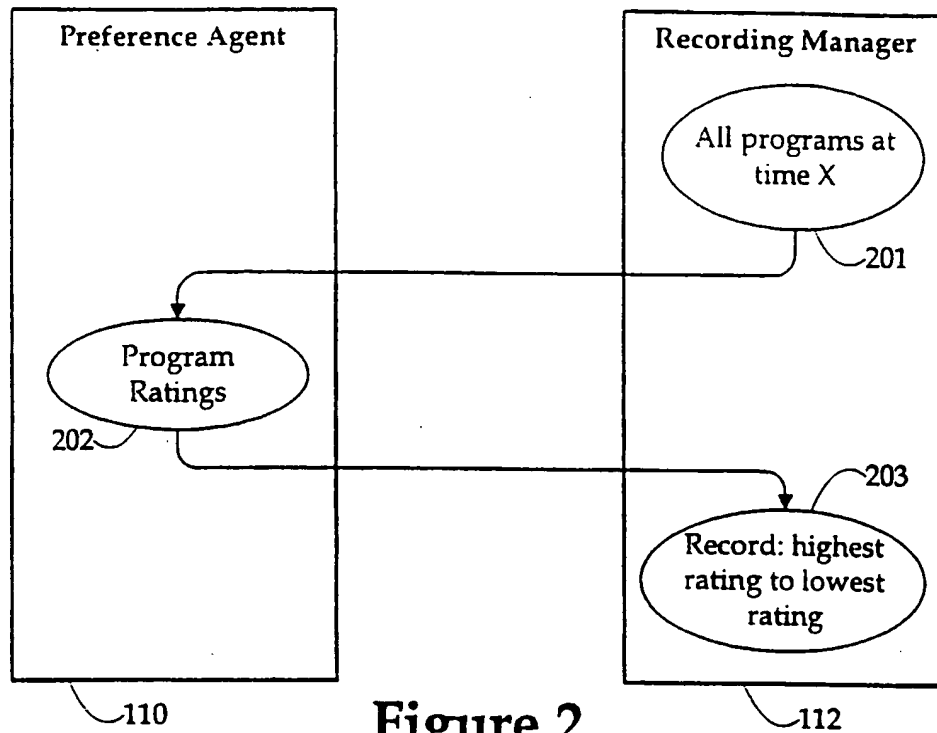 Preference Agent
Recording Manager
All programs at
time X
201
Program
Ratings
202
203
Record: highest
rating to lowest
rating
110
Figure 2
112